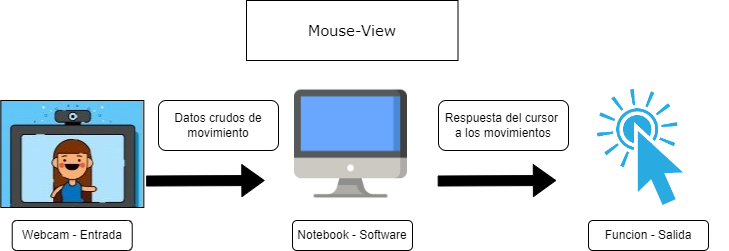 Mouse-View
Datos crudos de
movimiento
Respuesta del cursor
a los movimientos
Webcam - Entrada
Notebook - Software
Funcion - Salida